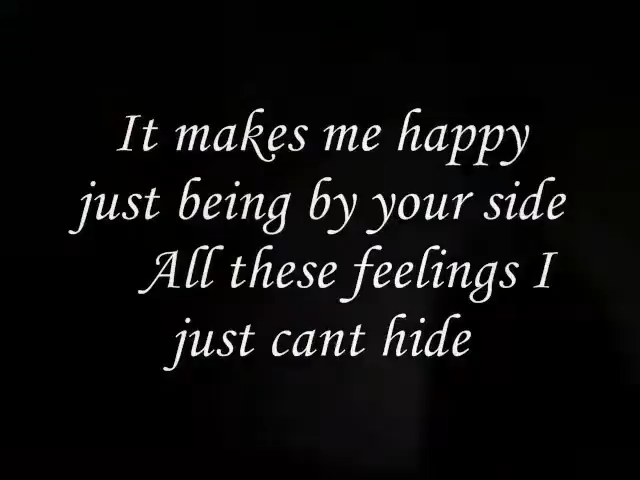 It makes me happy
just being by your side
All these feelings I
just cant hide